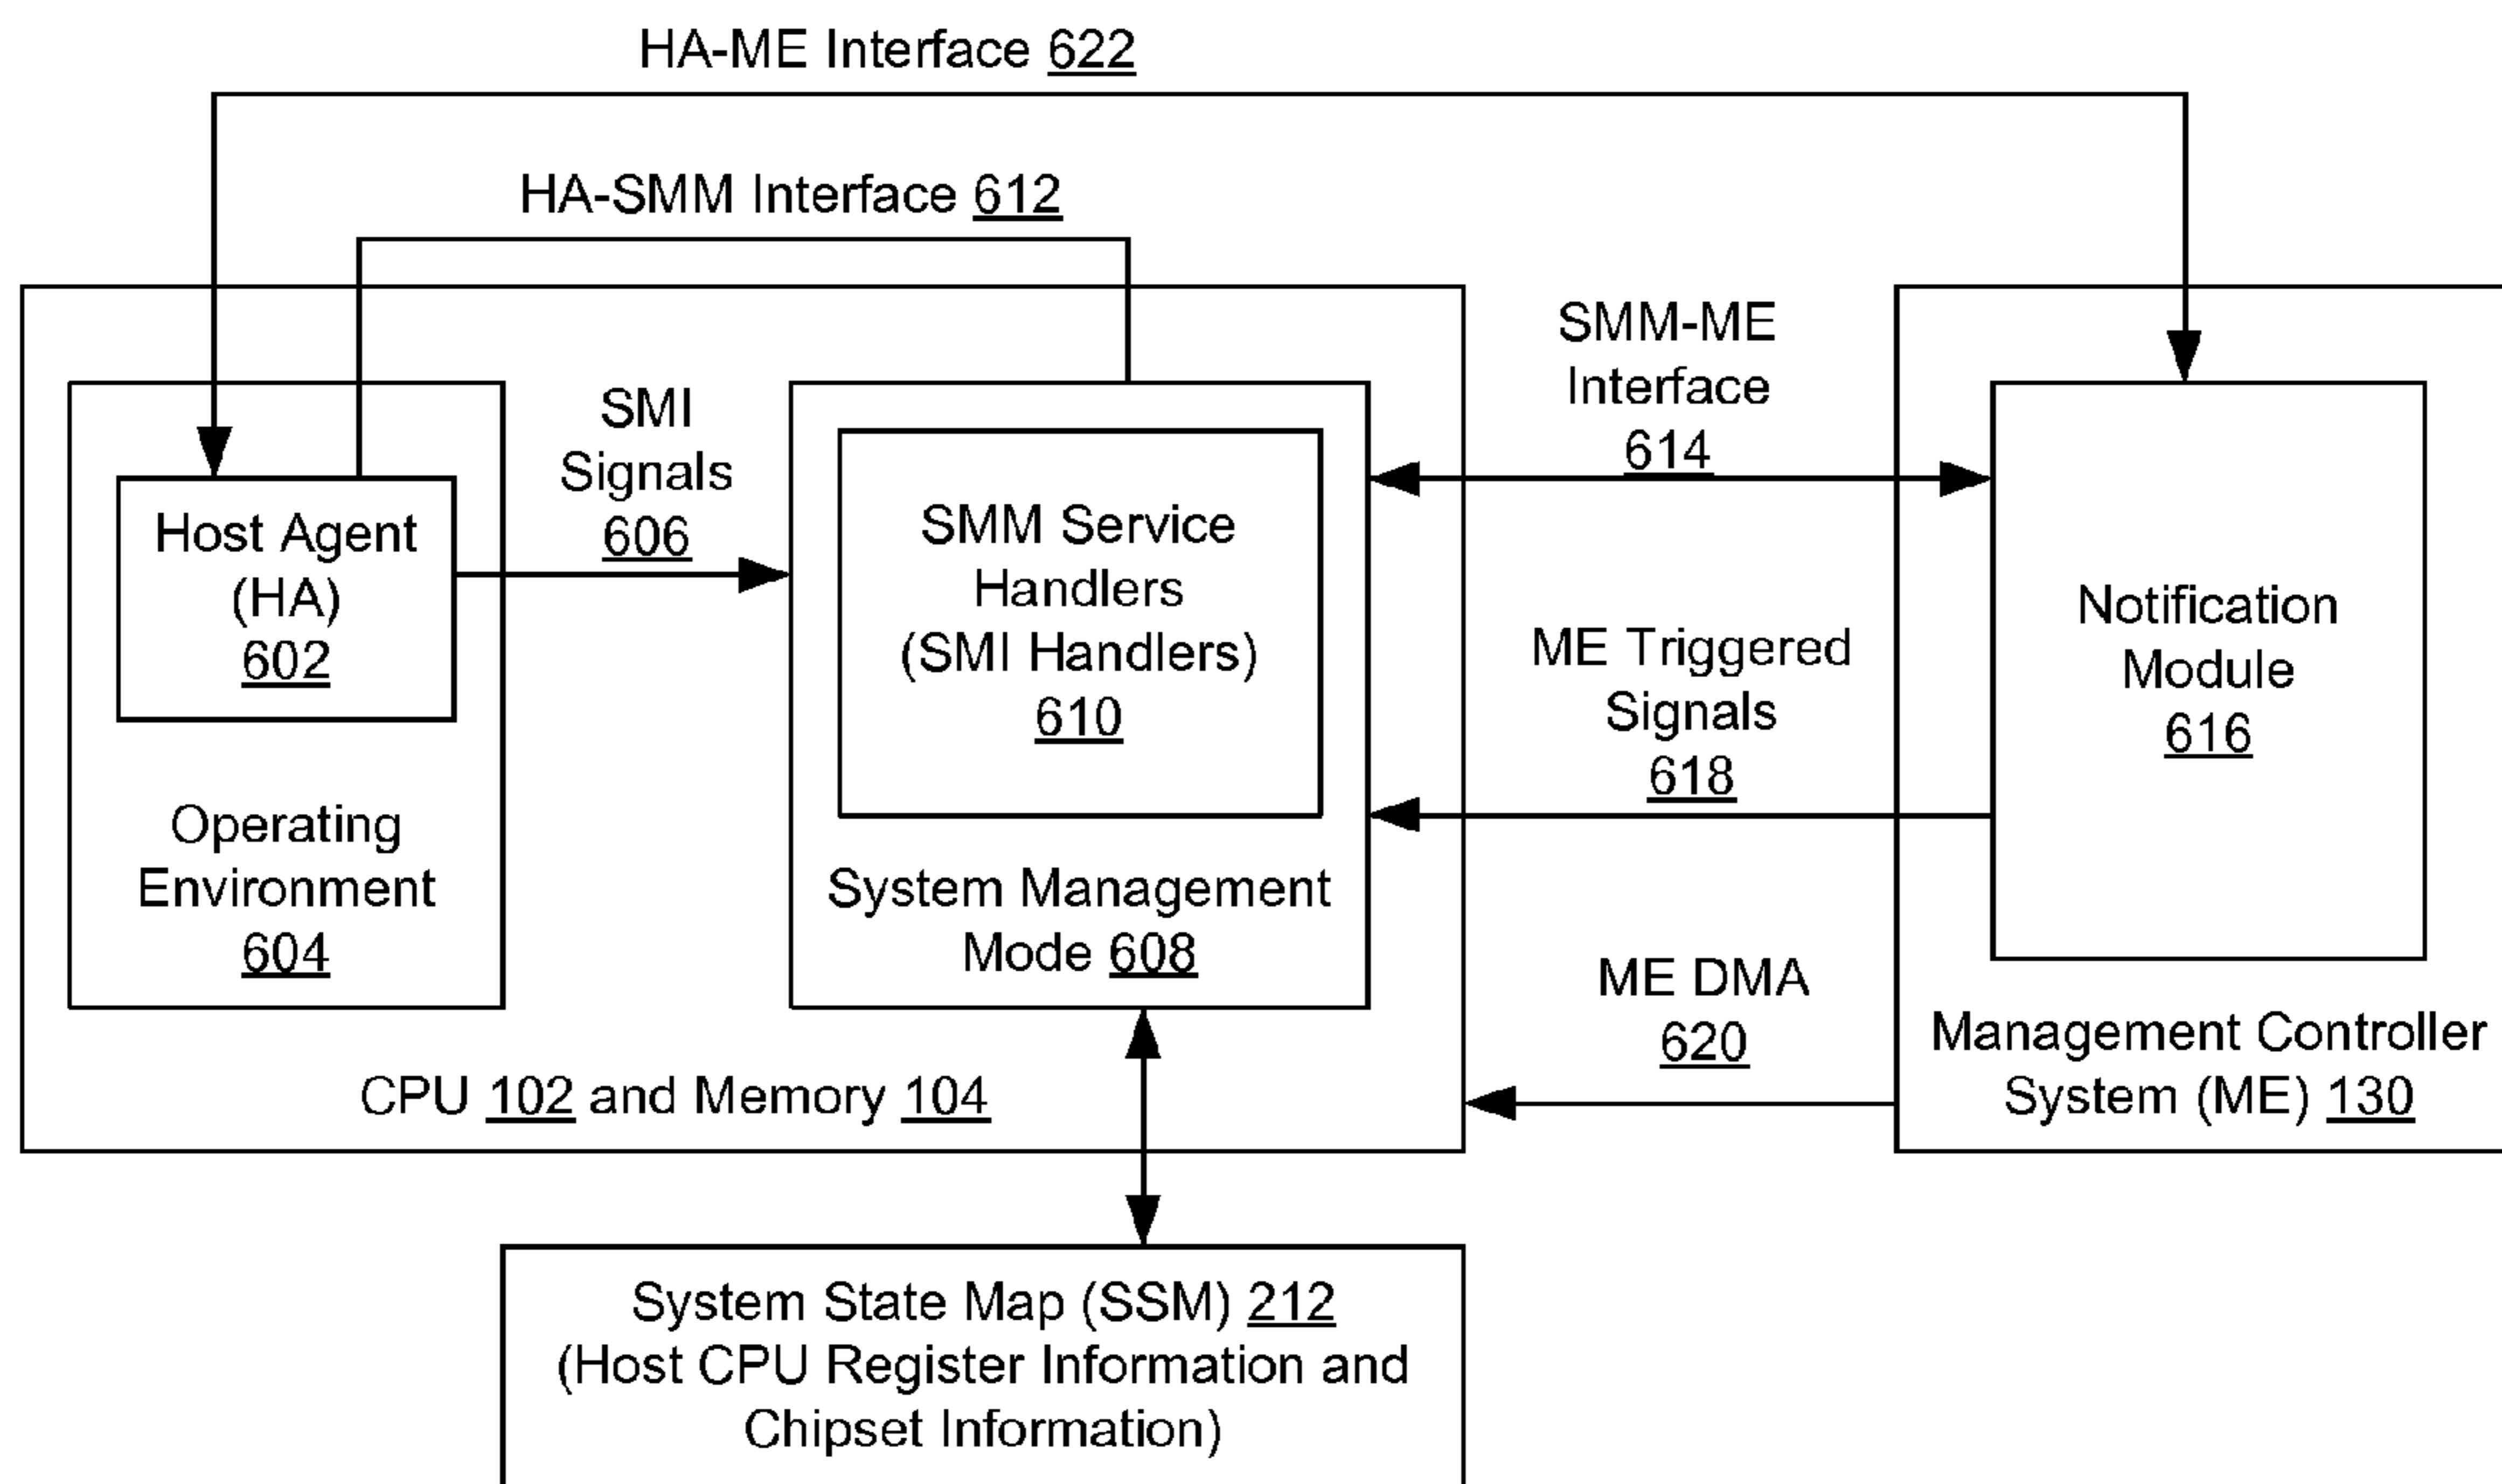 HA-ME Interface 622
HA-SMM Interface 612
SMI
Signals
606
Host Agent
(HA)
602
Operating
Environment
604
SMM Service
Handlers
(SMI Handlers)
610
System Management
Mode 608
CPU 102 and Memory 104
SMM-ME
Interface
614
ME Triggered
Signals
618
ME DMA
620
Notification
Module
616
Management Controller
System (ME) 130
System State Map (SSM) 212
(Host CPU Register Information and
Chipset Information)